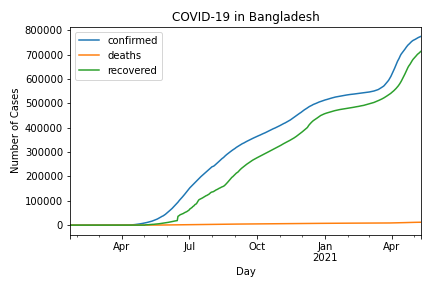 COVID-19 in Bangladesh
confirmed
deaths
recovered
800000
700000
600000
500000
400000
300000
200000
100000
0
Number of Cases
Apr
Jul
Oct
Jan
2021
Apr
Day